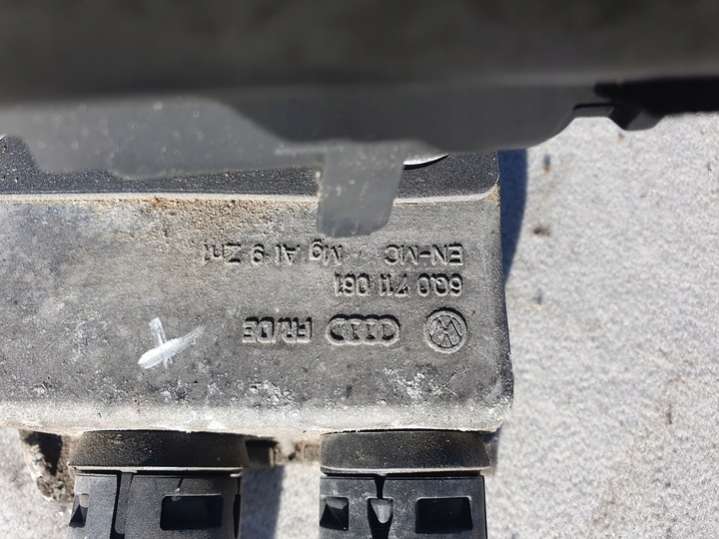 VW FR/DE
6Q0 711 061
EN-MC Mg Al 9 Zn1